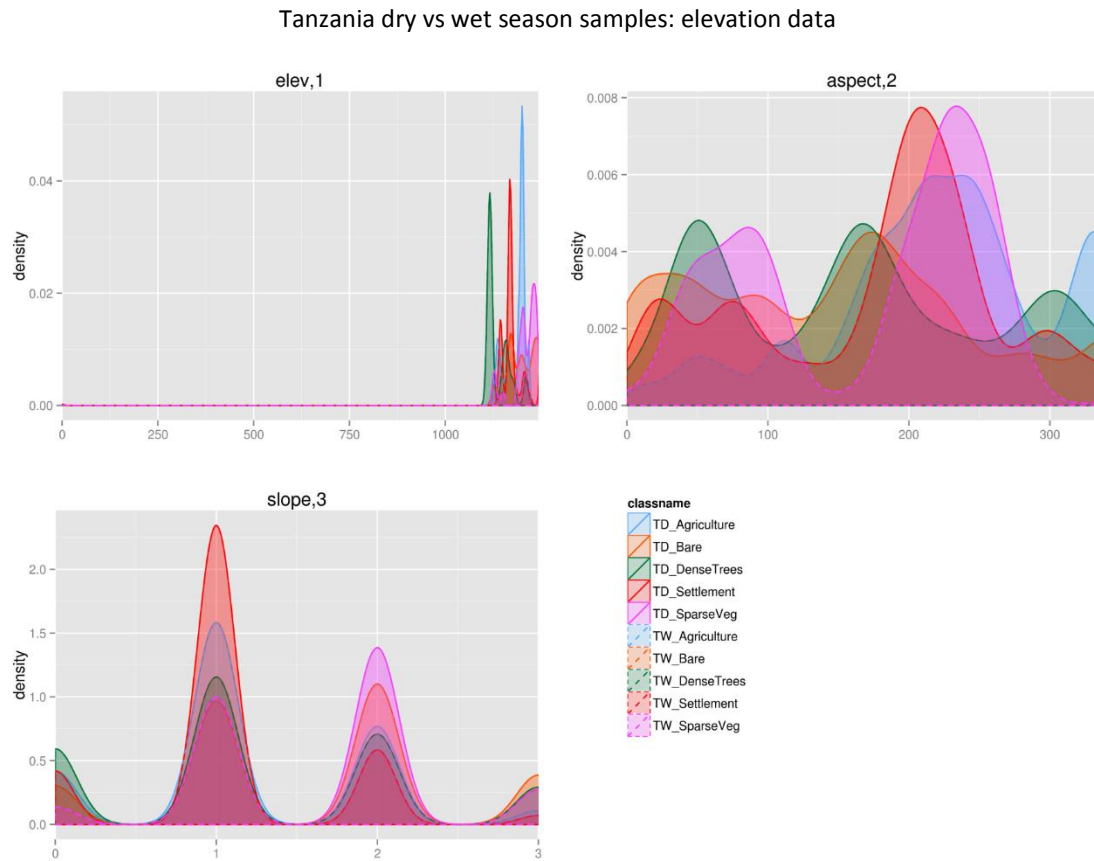 Tanzania dry vs wet season samples: elevation data
elev,1
density
0.04
0.02
0.00
0
250
500
750
1000
aspect,2
density
0.008
0.006
0.004
0.002
0.000
0
100
200
300
slope,3
density
2.0
1.5
1.0
0.5
0.0
0
1
2
3
classname
TD_Agriculture
TD_Bare
TD_DenseTrees
TD_Settlement
TD_SparseVeg
TW_Agriculture
TW_Bare
TW_DenseTrees
TW_Settlement
TW_SparseVeg